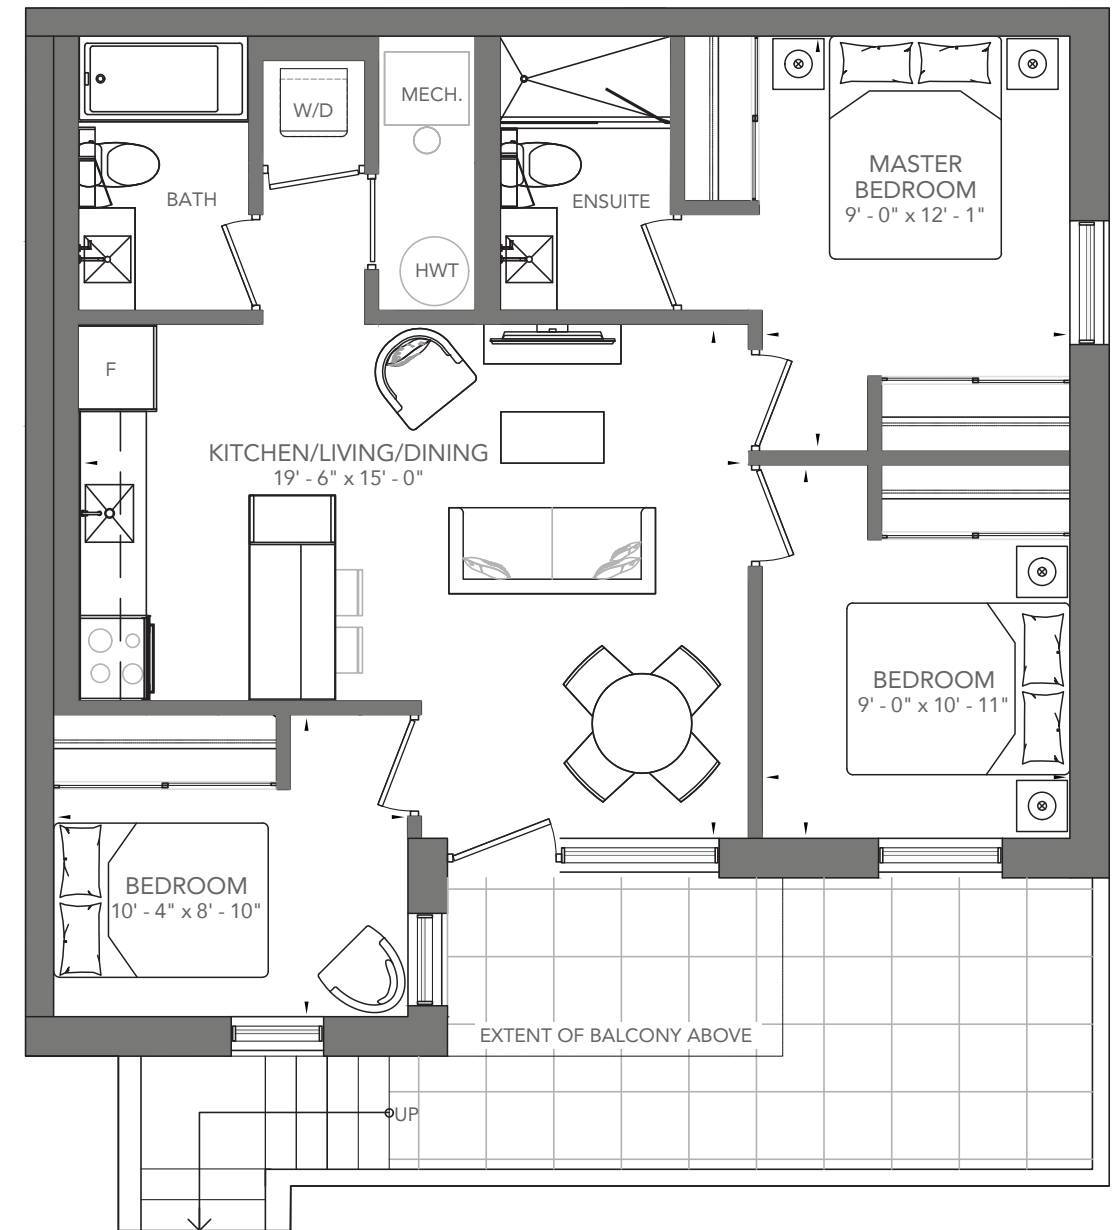 MECH.
W/D
BATH
ENSUITE
MASTER
BEDROOM
9' - 0" x 12' - 1"
HWT
F
KITCHEN/LIVING/DINING
19' - 6" x 15' - 0"
BEDROOM
9' - 0" x 10' - 11"
BEDROOM
10' - 4" x 8' - 10"
EXTENT OF BALCONY ABOVE
UP